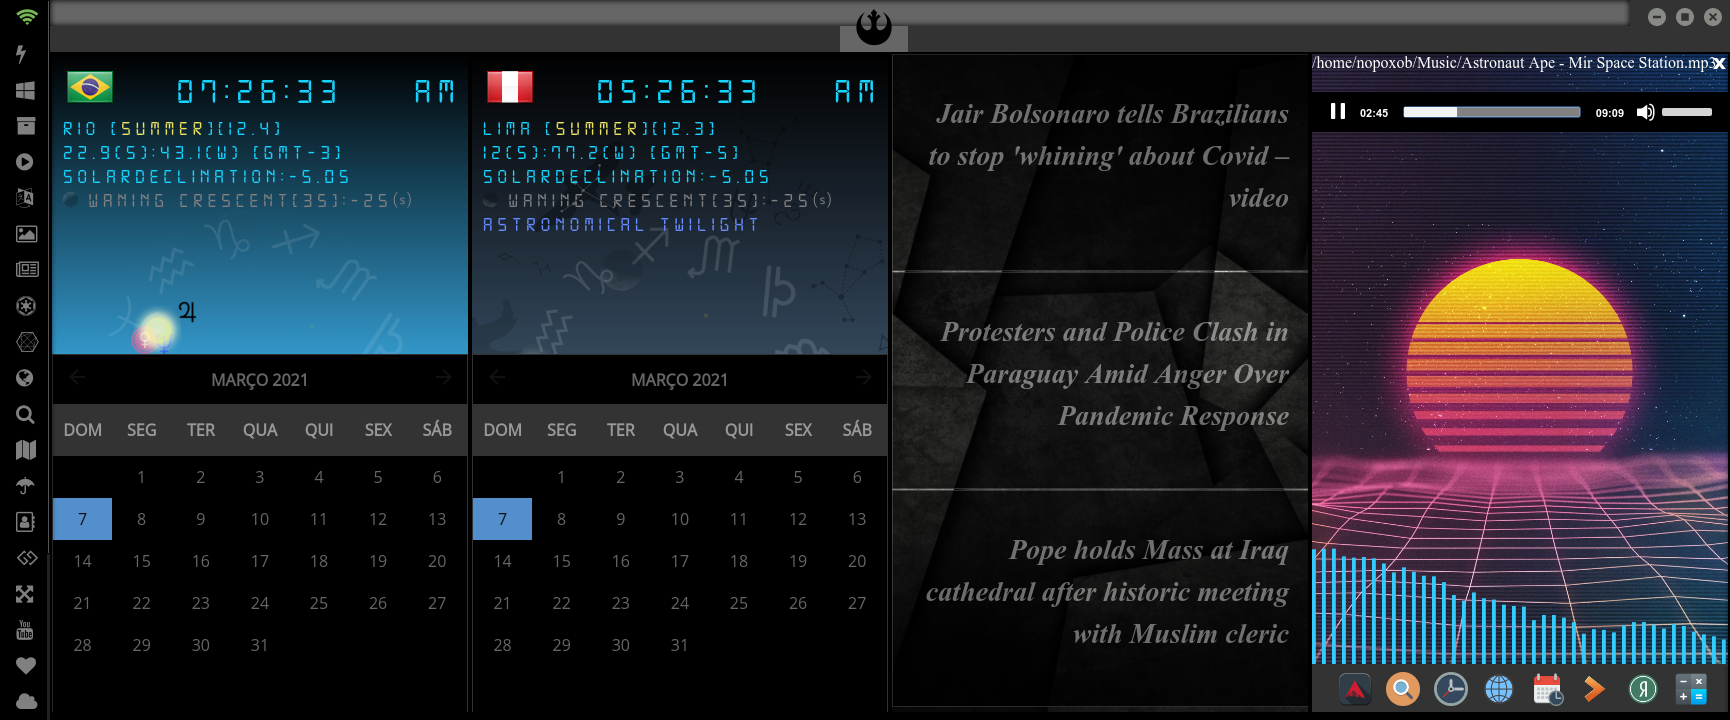 07:26:33 AM
RIO [SUMMER][12.4]
22.9(S):43.1(W) [GMT-3]
SOLARDECLINATION:-5.05
WANING CRESCENT(35):-25(s)
MARÇO 2021
DOM SEG TER QUA QUI SEX SÁB
1 2 3 4 5 6
7 8 9 10 11 12 13
14 15 16 17 18 19 20
21 22 23 24 25 26 27
28 29 30 31
05:26:33 AM
LIMA [SUMMER][12.3]
12(S):77.2(W) [GMT-5]
SOLARDECLINATION:-5.05
WANING CRESCENT(35):-25(s)
ASTRONOMICAL TWILIGHT
MARÇO 2021
DOM SEG TER QUA QUI SEX SÁB
1 2 3 4 5 6
7 8 9 10 11 12 13
14 15 16 17 18 19 20
21 22 23 24 25 26 27
28 29 30 31
Jair Bolsonaro tells Brazilians
to stop 'whining' about Covid –
video
Protesters and Police Clash in
Paraguay Amid Anger Over
Pandemic Response
Pope holds Mass at Iraq
cathedral after historic meeting
with Muslim cleric
/home/nopoxob/Music/Astronaut Ape - Mir Space Station.mp3
02:45 09:09
You
Tube
Я